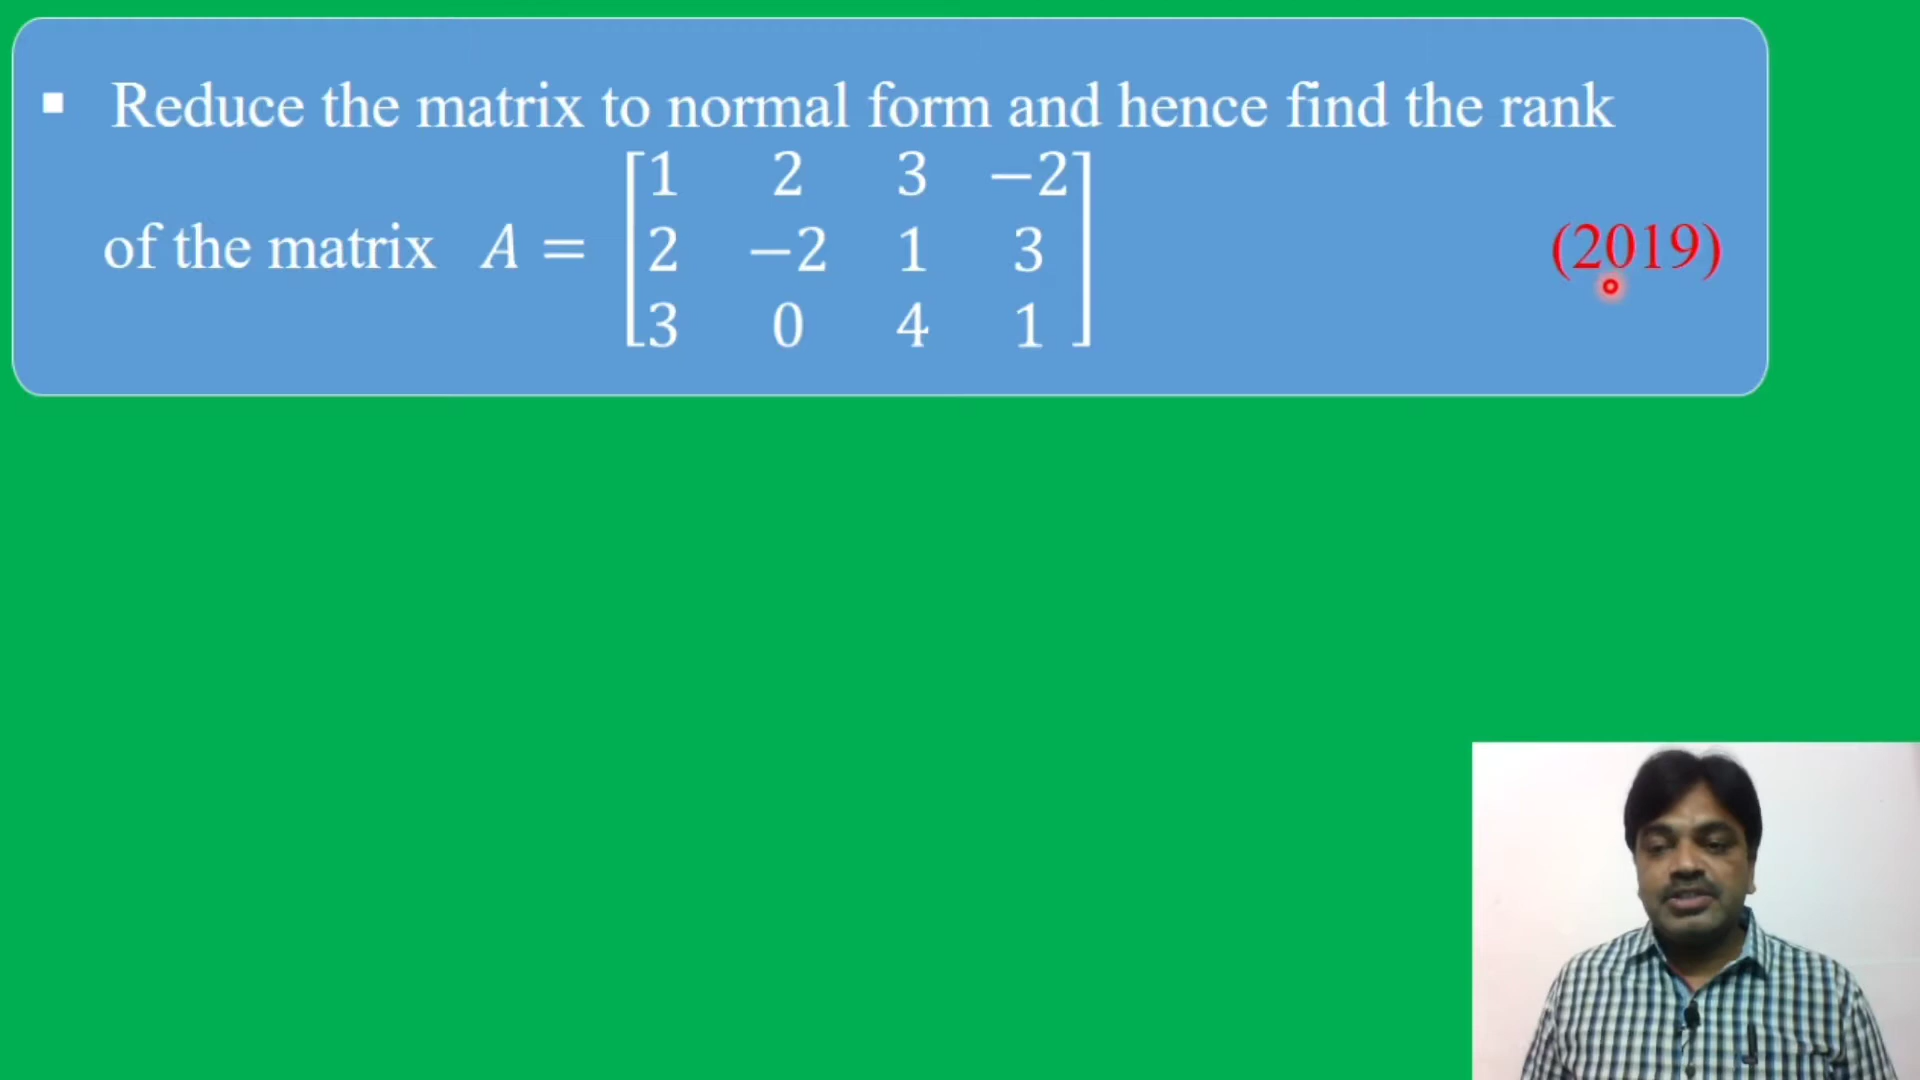 ▪ Reduce the matrix to normal form and hence find the rank
of the matrix A = [1 2 3 −2
2 −2 1 3
3 0 4 1]
(2019)